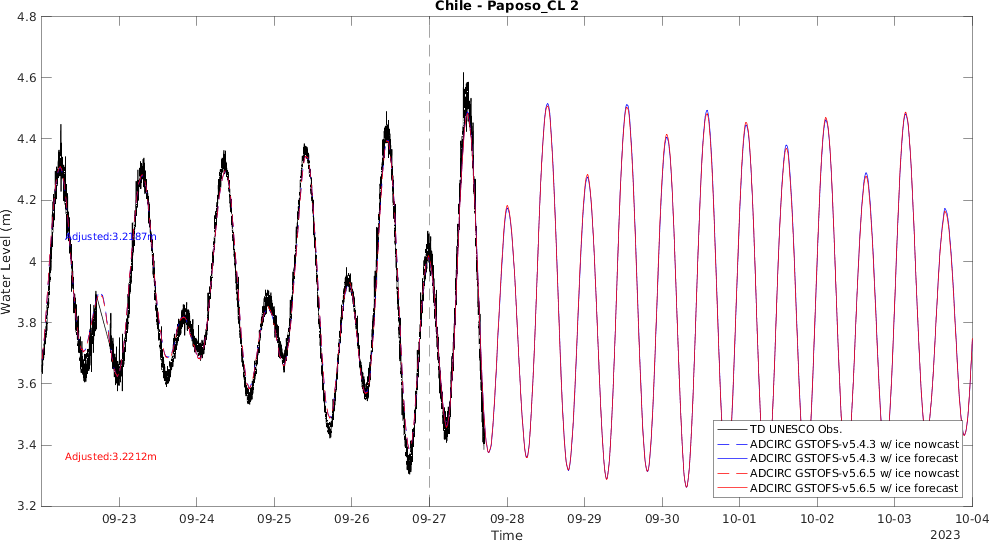 Chile - Paposo_CL 2
Water Level (m)
4.8
4.6
4.4
4.2
4
3.8
3.6
3.4
3.2
Adjusted:3.2187m
Adjusted:3.2212m
TD UNESCO Obs.
ADCIRC GSTOFS-v5.4.3 w/ ice nowcast
ADCIRC GSTOFS-v5.4.3 w/ ice forecast
ADCIRC GSTOFS-v5.6.5 w/ ice nowcast
ADCIRC GSTOFS-v5.6.5 w/ ice forecast
09-23 09-24 09-25 09-26 09-27 09-28 09-29 09-30 10-01 10-02 10-03 10-04
Time
2023